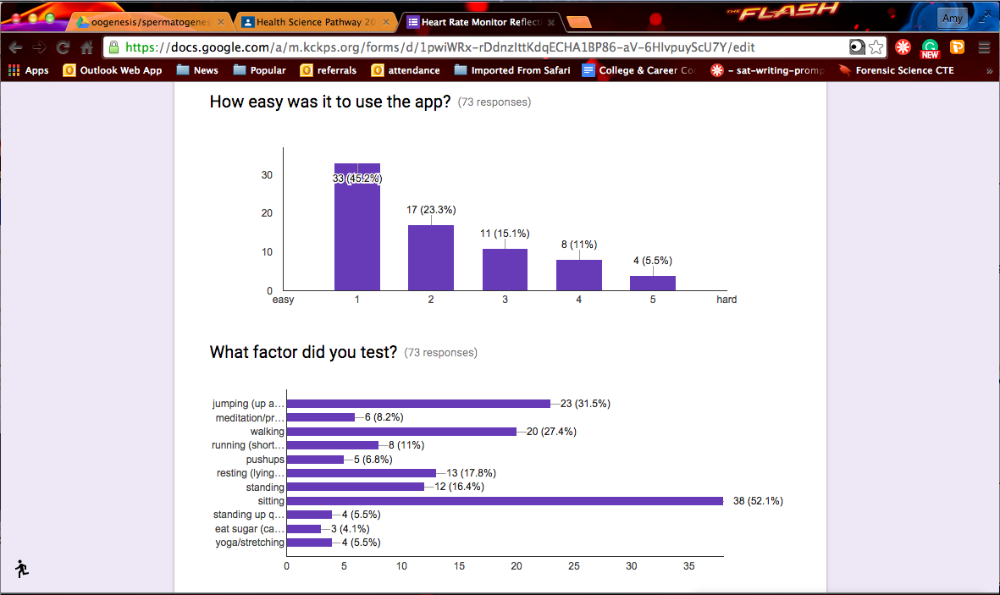 THE FLASH
oogenesis/spermatogenes
Health Science Pathway 20
Heart Rate Monitor Reflecti
Amy
https://docs.google.com/a/m.kckps.org/forms/d/1pwiWRx-rDdnzIttKdqECHA1BP86-aV-6HIvpuyScU7Y/edit
NEW
Apps Outlook Web App News Popular referrals attendance Imported From Safari College & Career Co - sat-writing-promp Forensic Science CTE »
How easy was it to use the app? (73 responses)
33 (45.2%)
17 (23.3%)
11 (15.1%)
8 (11%)
4 (5.5%)
30
20
10
0
easy 1 2 3 4 5 hard
What factor did you test? (73 responses)
jumping (up a... 23 (31.5%)
meditation/pr... 6 (8.2%)
walking 20 (27.4%)
running (short... 8 (11%)
pushups 5 (6.8%)
resting (lying... 13 (17.8%)
standing 12 (16.4%)
sitting 38 (52.1%)
standing up q... 4 (5.5%)
eat sugar (ca... 3 (4.1%)
yoga/stretching 4 (5.5%)
0 5 10 15 20 25 30 35